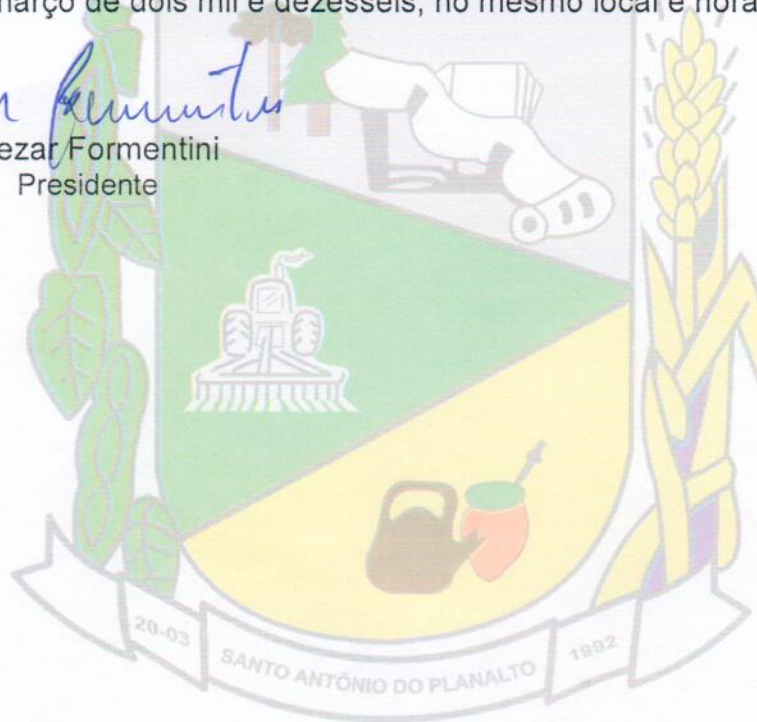 março de dois mil e dezesseis, no mesmo local e hora
ezar Formentini
Presidente
20-03
SANTO ANTÔNIO DO PLANALTO
1992